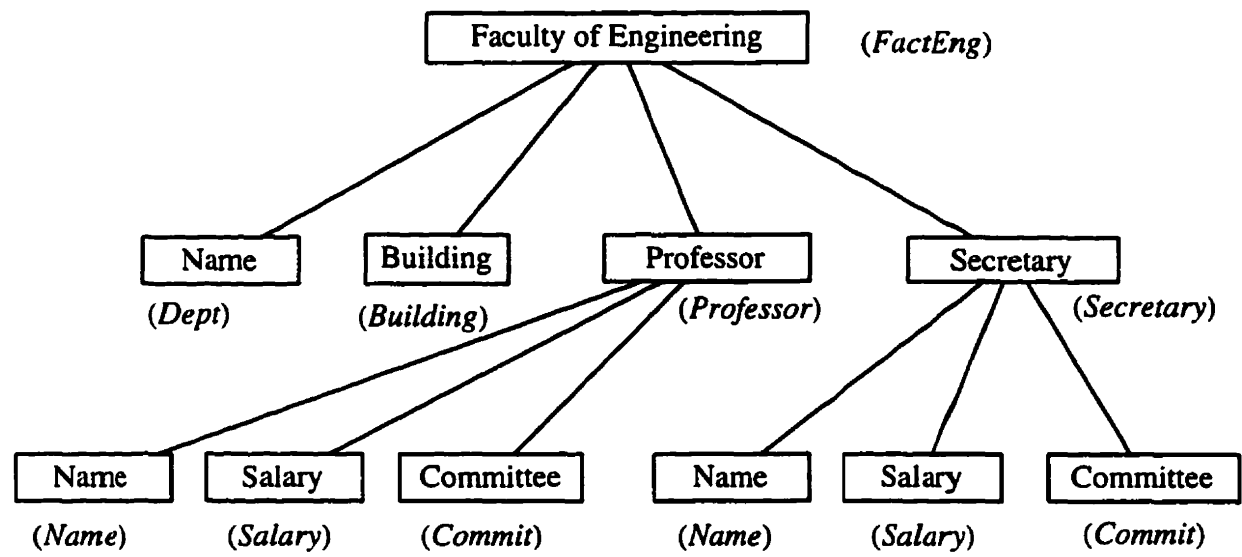 Faculty of Engineering (FactEng)
Name Building Professor Secretary
(Dept) (Building) (Professor) (Secretary)
Name Salary Committee Name Salary Committee
(Name) (Salary) (Commit) (Name) (Salary) (Commit)